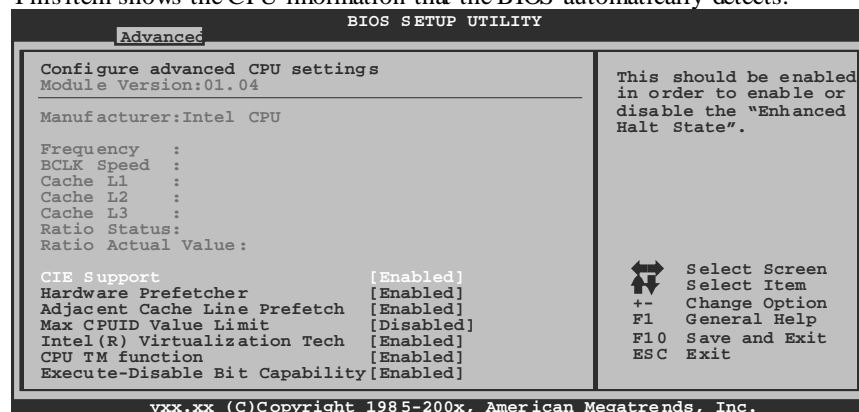 This item shows the CPU information that the BIOS automatically detects.
BIOS SETUP UTILITY
Advanced
Configure advanced CPU settings
Module Version:01.04
Manufacturer:Intel CPU
Frequency :
BCLK Speed :
Cache L1 :
Cache L2 :
Cache L3 :
Ratio Status:
Ratio Actual Value:
CIE Support [Enabled]
Hardware Prefetcher [Enabled]
Adjacent Cache Line Prefetch [Enabled]
Max CPUID Value Limit [Disabled]
Intel(R) Virtualization Tech [Enabled]
CPU TM function [Enabled]
Execute-Disable Bit Capability[Enabled]
This should be enabled
in order to enable or
disable the “Enhanced
Halt State”.
Select Screen
Select Item
+- Change Option
F1 General Help
F10 Save and Exit
ESC Exit
vxx.xx (C)Copyright 1985-200x, American Megatrends, Inc.